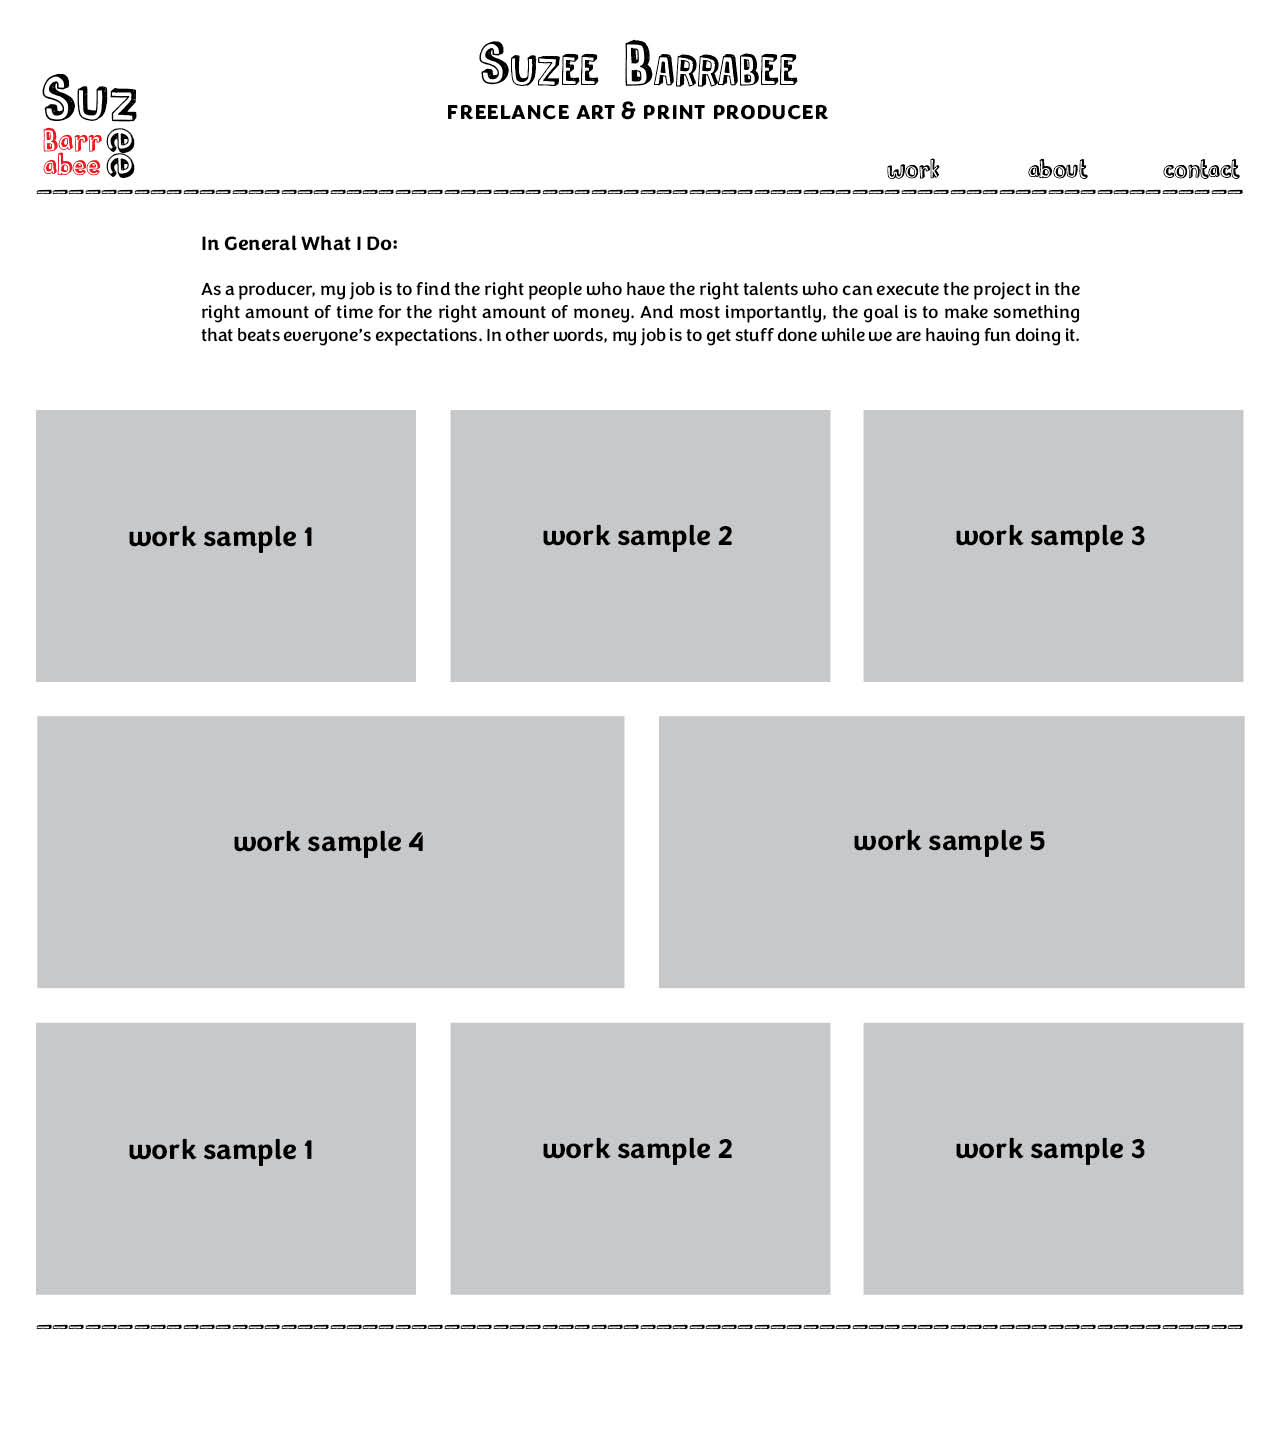 Suzee Barrabee
FREELANCE ART & PRINT PRODUCER
Suz
Barr ee
abee
work about contact
In General What I Do:
As a producer, my job is to find the right people who have the right talents who can execute the project in the
right amount of time for the right amount of money. And most importantly, the goal is to make something
that beats everyone’s expectations. In other words, my job is to get stuff done while we are having fun doing it.
work sample 1
work sample 2
work sample 3
work sample 4
work sample 5
work sample 1
work sample 2
work sample 3